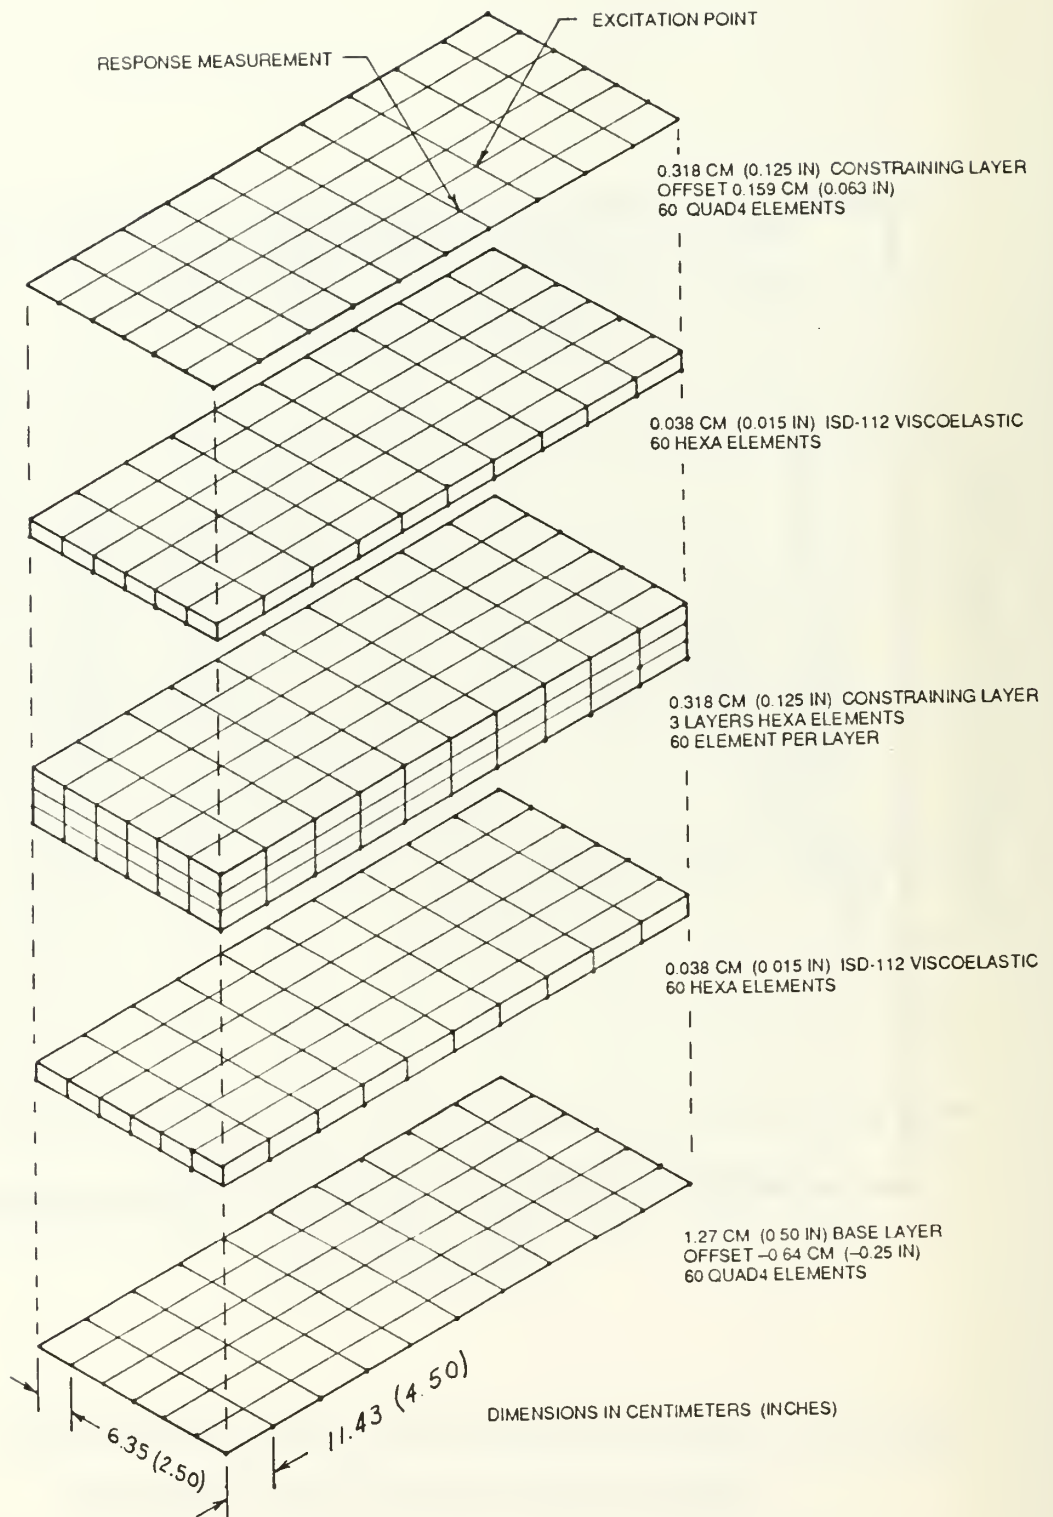 EXCITATION POINT
RESPONSE MEASUREMENT
0.318 CM (0.125 IN) CONSTRAINING LAYER
OFFSET 0.159 CM (0.063 IN)
60 QUAD4 ELEMENTS
0.038 CM (0.015 IN) ISD-112 VISCOELASTIC
60 HEXA ELEMENTS
0.318 CM (0.125 IN) CONSTRAINING LAYER
3 LAYERS HEXA ELEMENTS
60 ELEMENT PER LAYER
0.038 CM (0 015 IN) ISD-112 VISCOELASTIC
60 HEXA ELEMENTS
1.27 CM (0 50 IN) BASE LAYER
OFFSET –0 64 CM (–0.25 IN)
60 QUAD4 ELEMENTS
11.43 (4.50)
6.35 (2.50)
DIMENSIONS IN CENTIMETERS (INCHES)